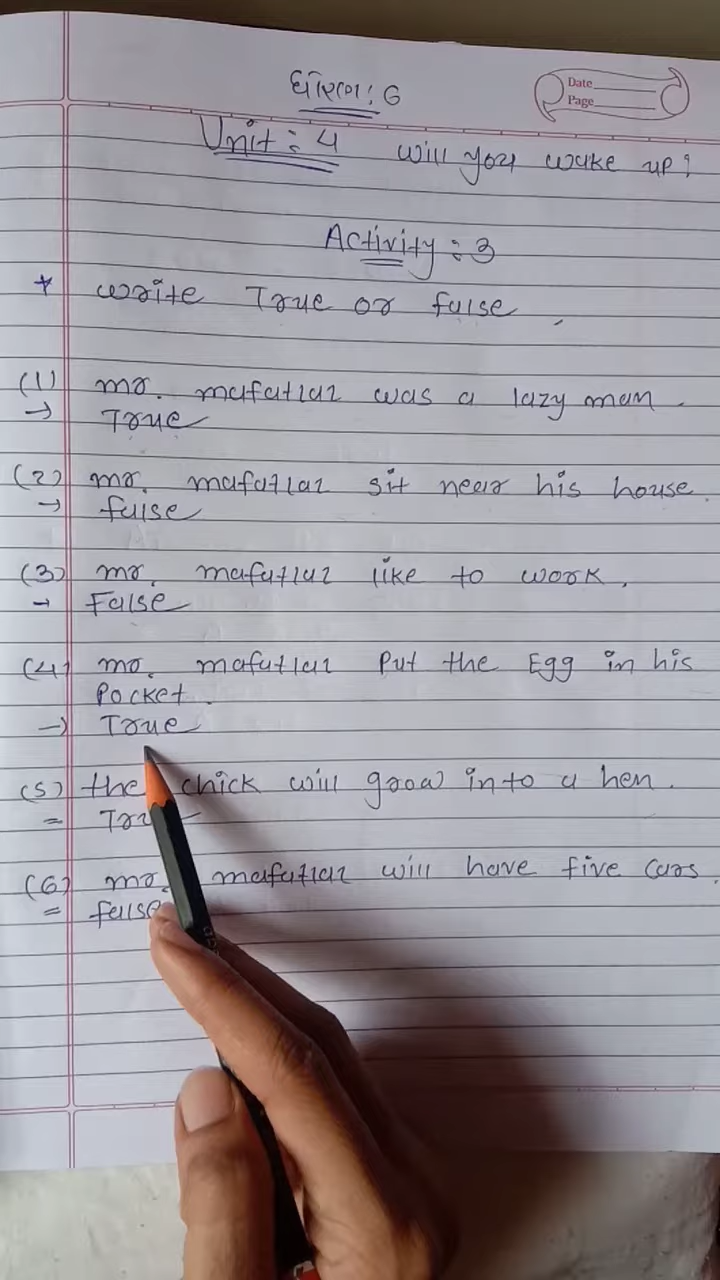 ધોરણ: 6
Date
Page
Unit: 4 will you wake up?
Activity: 3
* write True or false.
(1) mr. mafatlal was a lazy man.
→ True
(2) mr. mafatlal sit near his house.
→ false
(3) mr. mafatlal like to work.
→ False
(4) mr. mafatlal Put the Egg in his
Pocket.
→ True
(5) the chick will grow in to a hen.
= True
(6) mr. mafatlal will have five cars.
= false